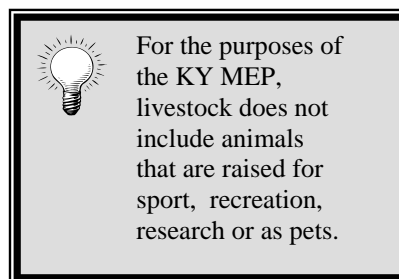 For the purposes of
the KY MEP,
livestock does not
include animals
that are raised for
sport, recreation,
research or as pets.